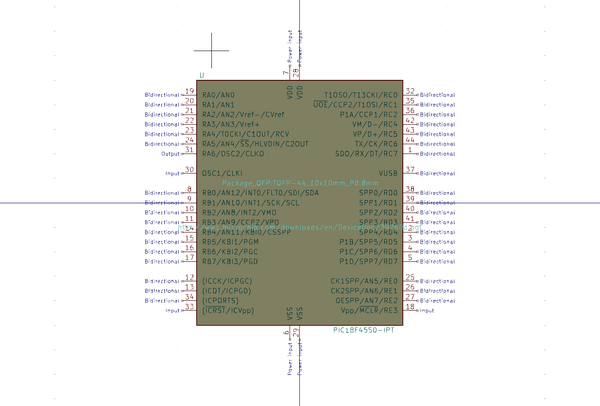 Power Input
Power Input
7
28
U
VDD
VDD
Bidirectional 19 RA0/AN0
Bidirectional 20 RA1/AN1
Bidirectional 21 RA2/AN2/Vref-/CVref
Bidirectional 22 RA3/AN3/Vref+
Bidirectional 23 RA4/T0CKI/C1OUT/RCV
Bidirectional 24 RA5/AN4/SS/HLVDIN/C2OUT
Output 31 RA6/OSC2/CLKO
T1OSO/T13CKI/RC0 32 Bidirectional
UOE/CCP2/T1OSI/RC1 35 Bidirectional
P1A/CCP1/RC2 36 Bidirectional
VM/D-/RC4 42 Bidirectional
VP/D+/RC5 43 Bidirectional
TX/CK/RC6 44 Bidirectional
SDO/RX/DT/RC7 1 Bidirectional
Input 30 OSC1/CLKI
VUSB 37 Bidirectional
Package_QFP:TQFP-44_10x10mm_P0.8mm
Bidirectional 8 RB0/AN12/INT0/FLT0/SDI/SDA
Bidirectional 9 RB1/AN10/INT1/SCK/SCL
Bidirectional 10 RB2/AN8/INT2/VMO
Bidirectional 11 RB3/AN9/CCP2/VPO
Bidirectional 14 RB4/AN11/KBI0/CSSPP
Bidirectional 15 RB5/KBI1/PGM
Bidirectional 16 RB6/KBI2/PGC
Bidirectional 17 RB7/KBI3/PGD
SPP0/RD0 38 Bidirectional
SPP1/RD1 39 Bidirectional
SPP2/RD2 40 Bidirectional
SPP3/RD3 41 Bidirectional
SPP4/RD4 2 Bidirectional
P1B/SPP5/RD5 3 Bidirectional
P1C/SPP6/RD6 4 Bidirectional
P1D/SPP7/RD7 5 Bidirectional
Bidirectional 12 (ICCK/ICPGC)
Bidirectional 13 (ICDT/ICPGD)
Bidirectional 34 (ICPORTS)
Input 33 (ICRST/ICVpp)
CK1SPP/AN5/RE0 25 Bidirectional
CK2SPP/AN6/RE1 26 Bidirectional
OESPP/AN7/RE2 27 Bidirectional
Vpp/MCLR/RE3 18 Input
VSS
VSS
PIC18F4550-IPT
6
29
Power Input
Power Input